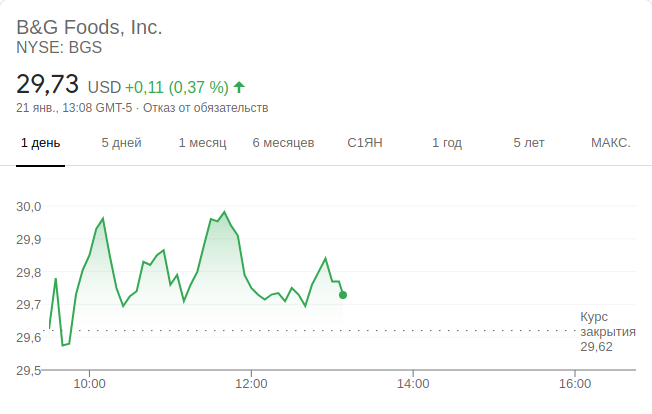 B&G Foods, Inc.
NYSE: BGS
29,73 USD +0,11 (0,37 %)
21 янв., 13:08 GMT-5 · Отказ от обязательств
1 день 5 дней 1 месяц 6 месяцев С1ЯН 1 год 5 лет МАКС.
30,0
29,9
29,8
29,7
29,6
29,5
Курс
закрытия
29,62
10:00 12:00 14:00 16:00